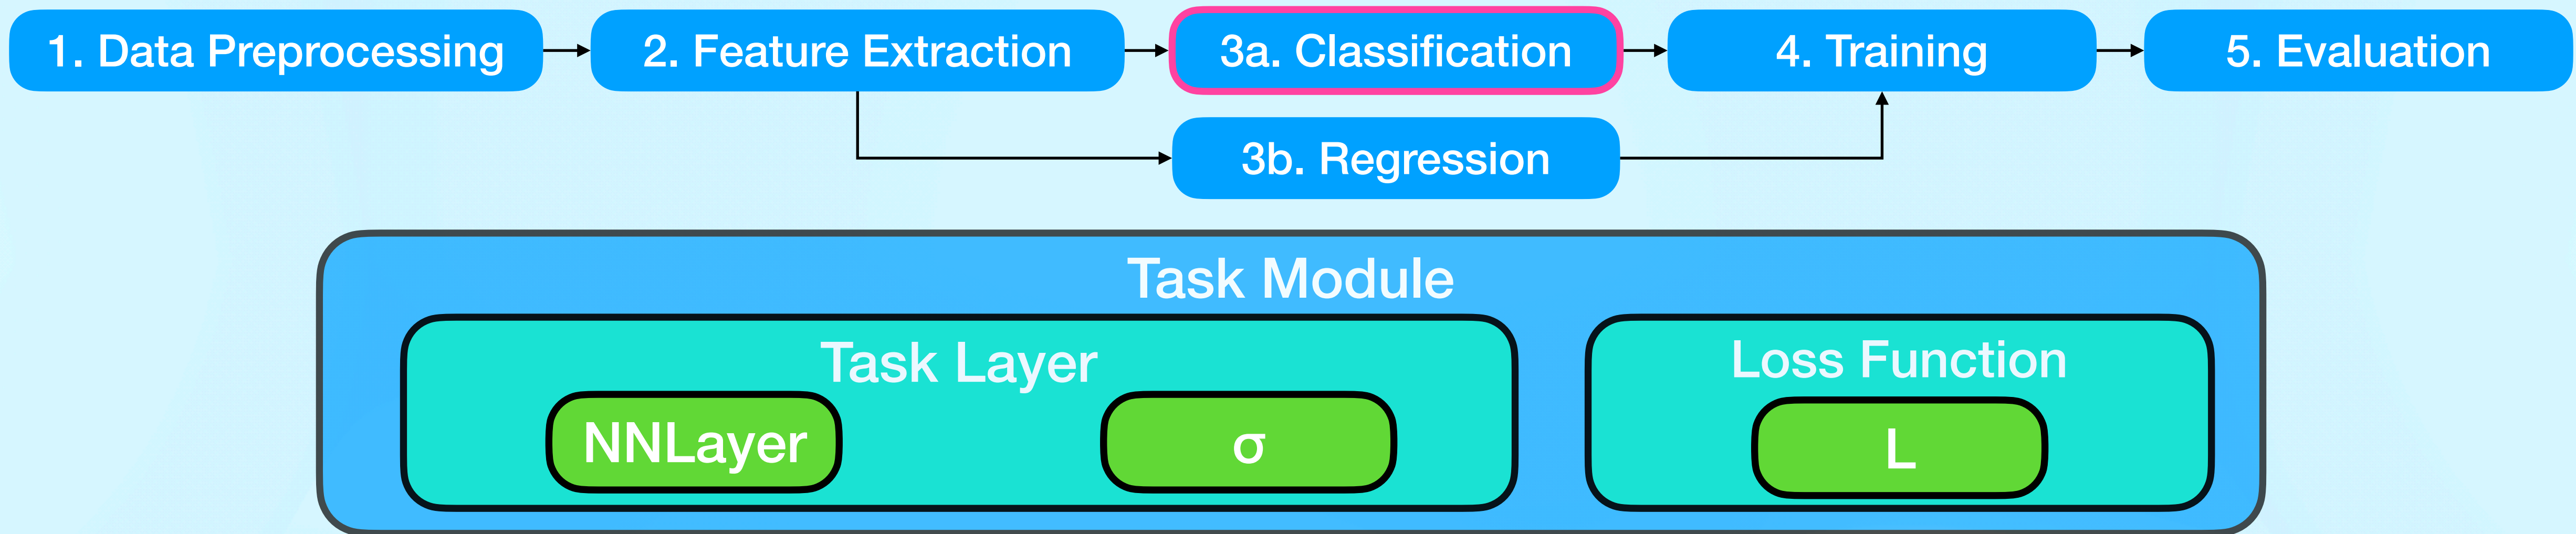 1. Data Preprocessing
2. Feature Extraction
3a. Classification
4. Training
5. Evaluation
3b. Regression
Task Module
Task Layer
Loss Function
NNLayer
σ
L